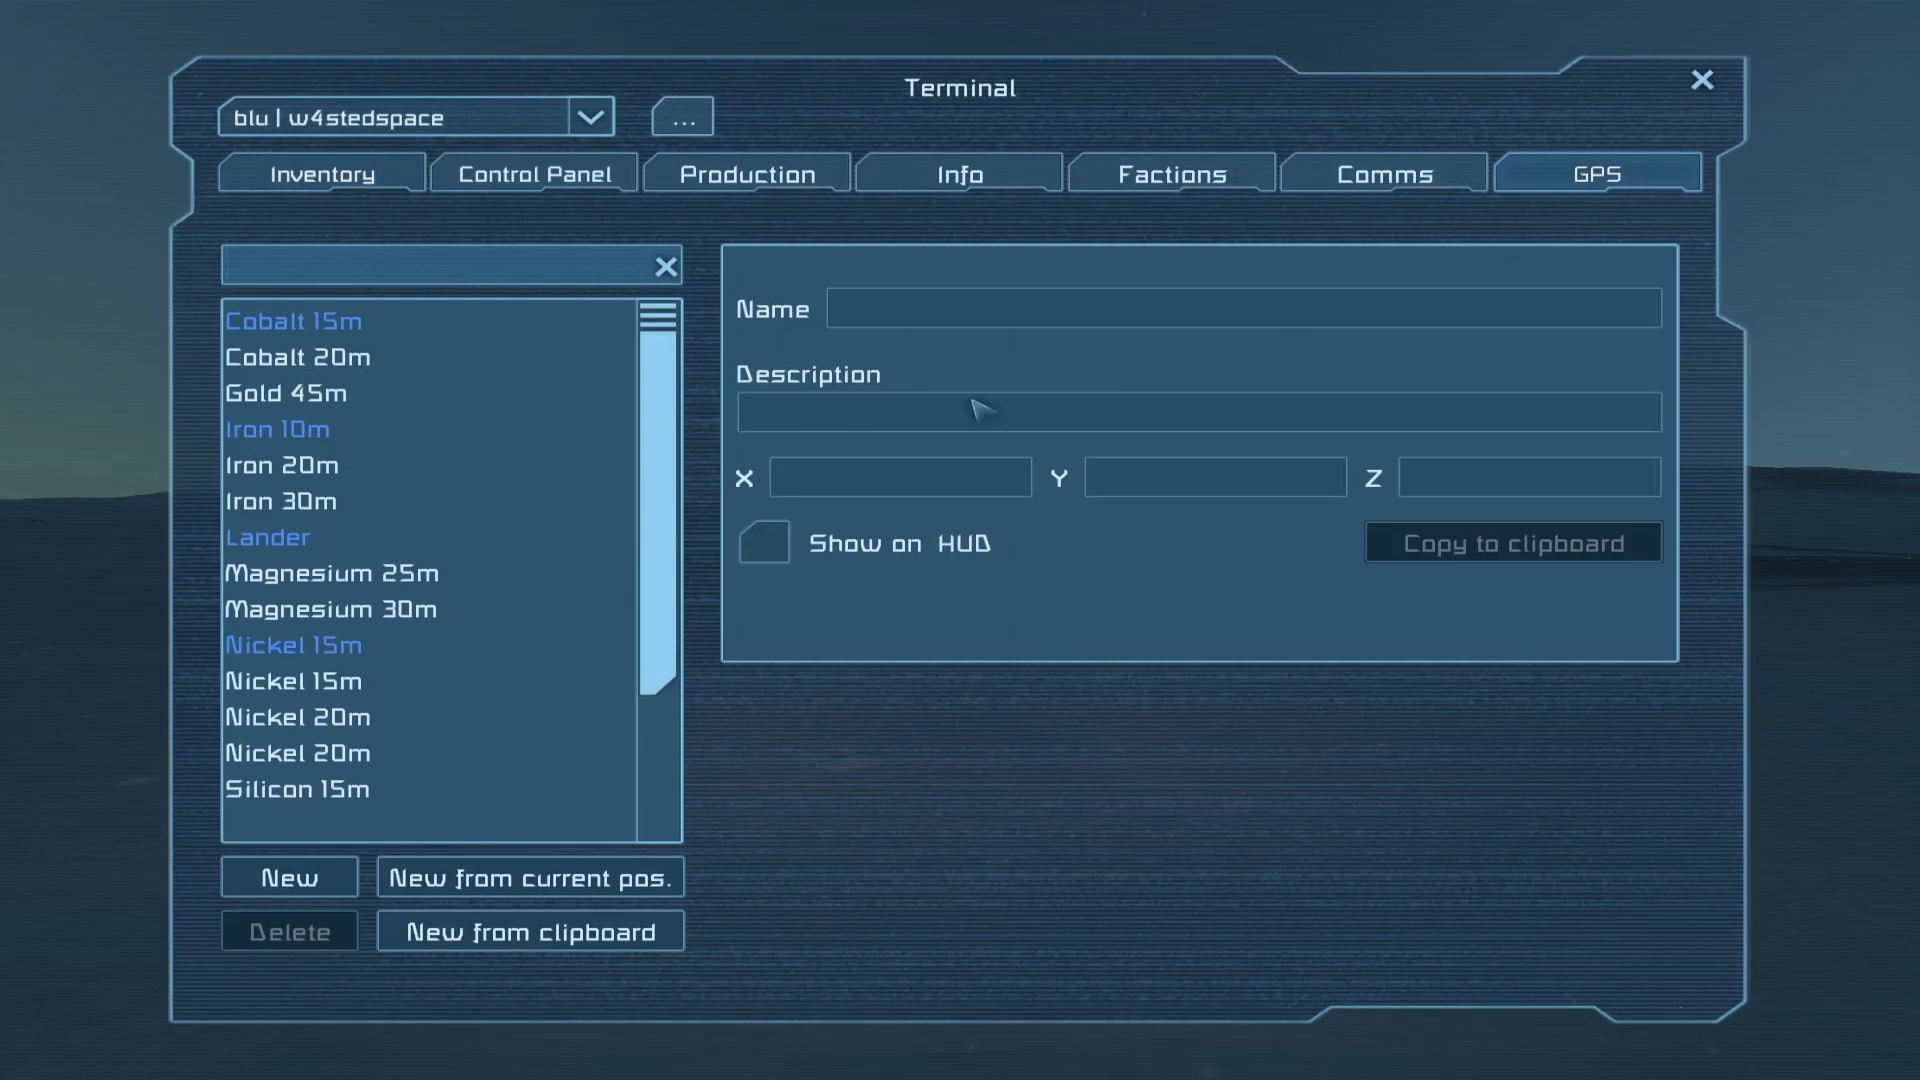 Terminal
blu | w4stedspace
...
Inventory Control Panel Production Info Factions Comms GPS
Cobalt 15m
Cobalt 20m
Gold 45m
Iron 10m
Iron 20m
Iron 30m
Lander
Magnesium 25m
Magnesium 30m
Nickel 15m
Nickel 15m
Nickel 20m
Nickel 20m
Silicon 15m
New New from current pos.
Delete New from clipboard
Name
Description
X Y Z
Show on HUD
Copy to clipboard